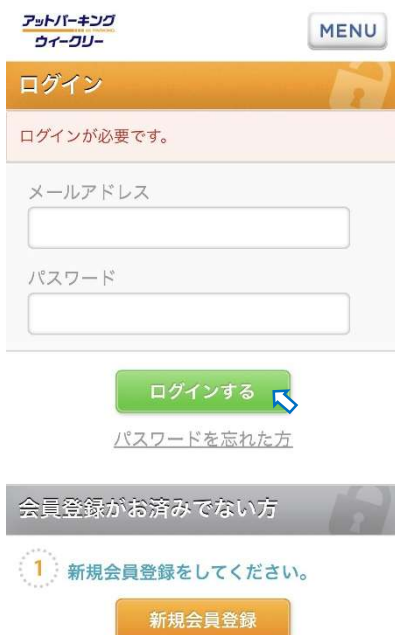 アットパーキング
ウィークリー
MENU
ログイン
ログインが必要です。
メールアドレス
パスワード
ログインする
パスワードを忘れた方
会員登録がお済みでない方
1 新規会員登録をしてください。
新規会員登録